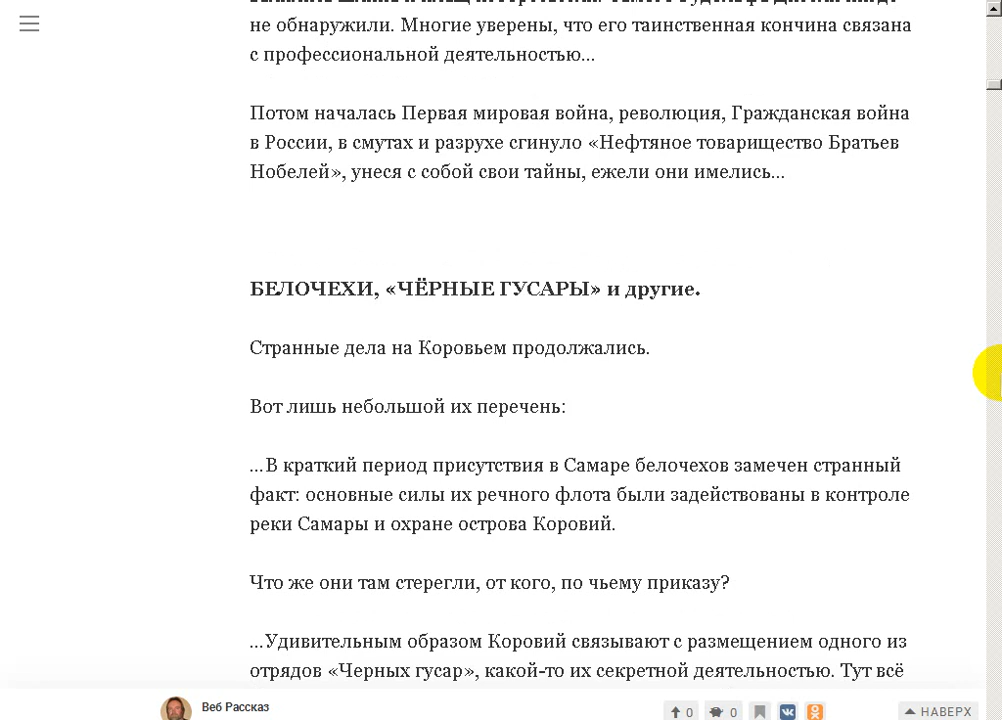 не обнаружили. Многие уверены, что его таинственная кончина связана
с профессиональной деятельностью...
Потом началась Первая мировая война, революция, Гражданская война
в России, в смутах и разрухе сгинуло «Нефтяное товарищество Братьев
Нобелей», унеся с собой свои тайны, ежели они имелись...
БЕЛОЧЕХИ, «ЧЁРНЫЕ ГУСАРЫ» и другие.
Странные дела на Коровьем продолжались.
Вот лишь небольшой их перечень:
...В краткий период присутствия в Самаре белочехов замечен странный
факт: основные силы их речного флота были задействованы в контроле
реки Самары и охране острова Коровий.
Что же они там стерегли, от кого, по чьему приказу?
...Удивительным образом Коровий связывают с размещением одного из
отрядов «Черных гусар», какой-то их секретной деятельностью. Тут всё
Веб Рассказ
0
0
НАВЕРХ